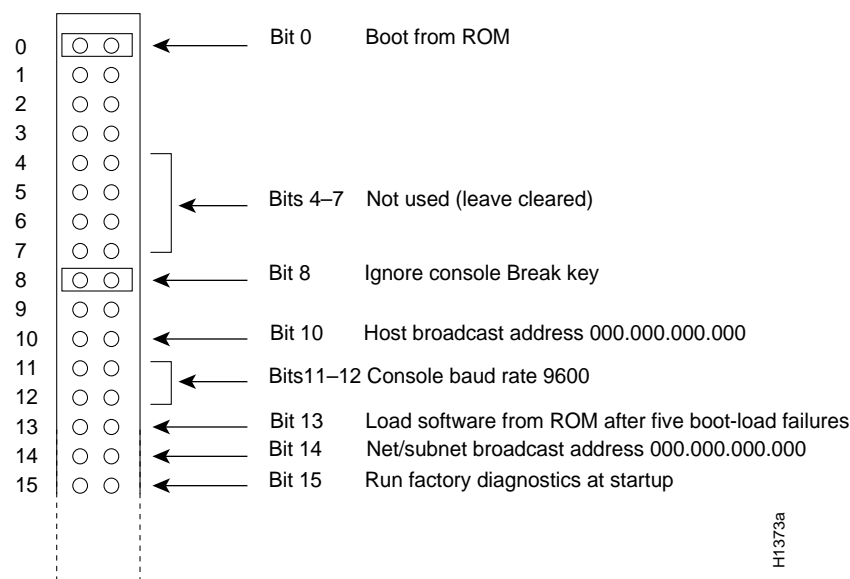 0 Bit 0 Boot from ROM
1
2
3
4
5 Bits 4–7 Not used (leave cleared)
6
7
8 Bit 8 Ignore console Break key
9
10 Bit 10 Host broadcast address 000.000.000.000
11
Bits11–12 Console baud rate 9600
12
13 Bit 13 Load software from ROM after five boot-load failures
14 Bit 14 Net/subnet broadcast address 000.000.000.000
15 Bit 15 Run factory diagnostics at startup
H1373a